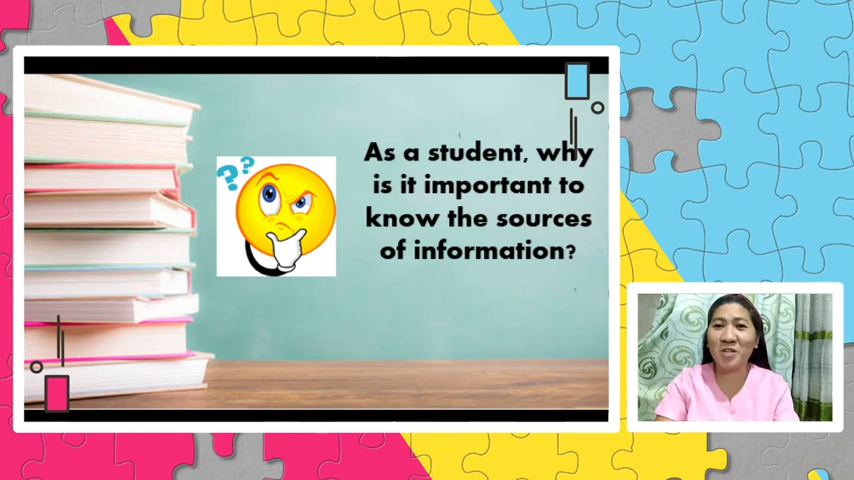 ??
As a student, why
is it important to
know the sources
of information?